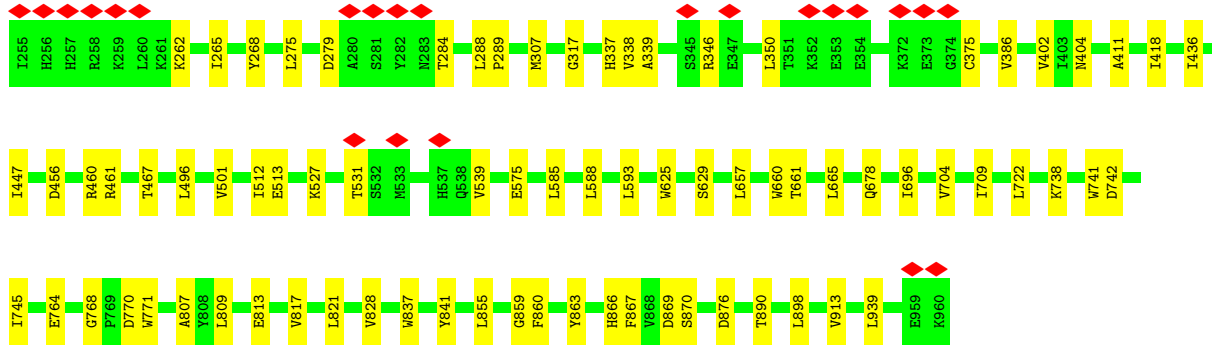 I255 H256 H257 R258 K259 L260 K261 K262 I265 Y268 L275 D279 A280 S281 Y282 N283 T284 L288 P289 M307 G317 H337 V338 A339 S345 R346 E347 L350 T351 K352 E353 E354 K372 E373 G374 C375 V386 V402 I403 N404 A411 I418 I436
I447 D456 R460 R461 T467 L496 V501 I512 E513 K527 T531 S532 M533 H537 Q538 V539 E575 L585 L588 L593 W625 S629 L657 W660 T661 L665 Q678 I696 V704 I709 L722 K738 W741 D742
I745 E764 G768 P769 D770 W771 A807 Y808 L809 E813 V817 L821 V828 W837 Y841 L855 G859 F860 Y863 H866 F867 V868 D869 S870 D876 T890 L898 V913 L939 E959 K960